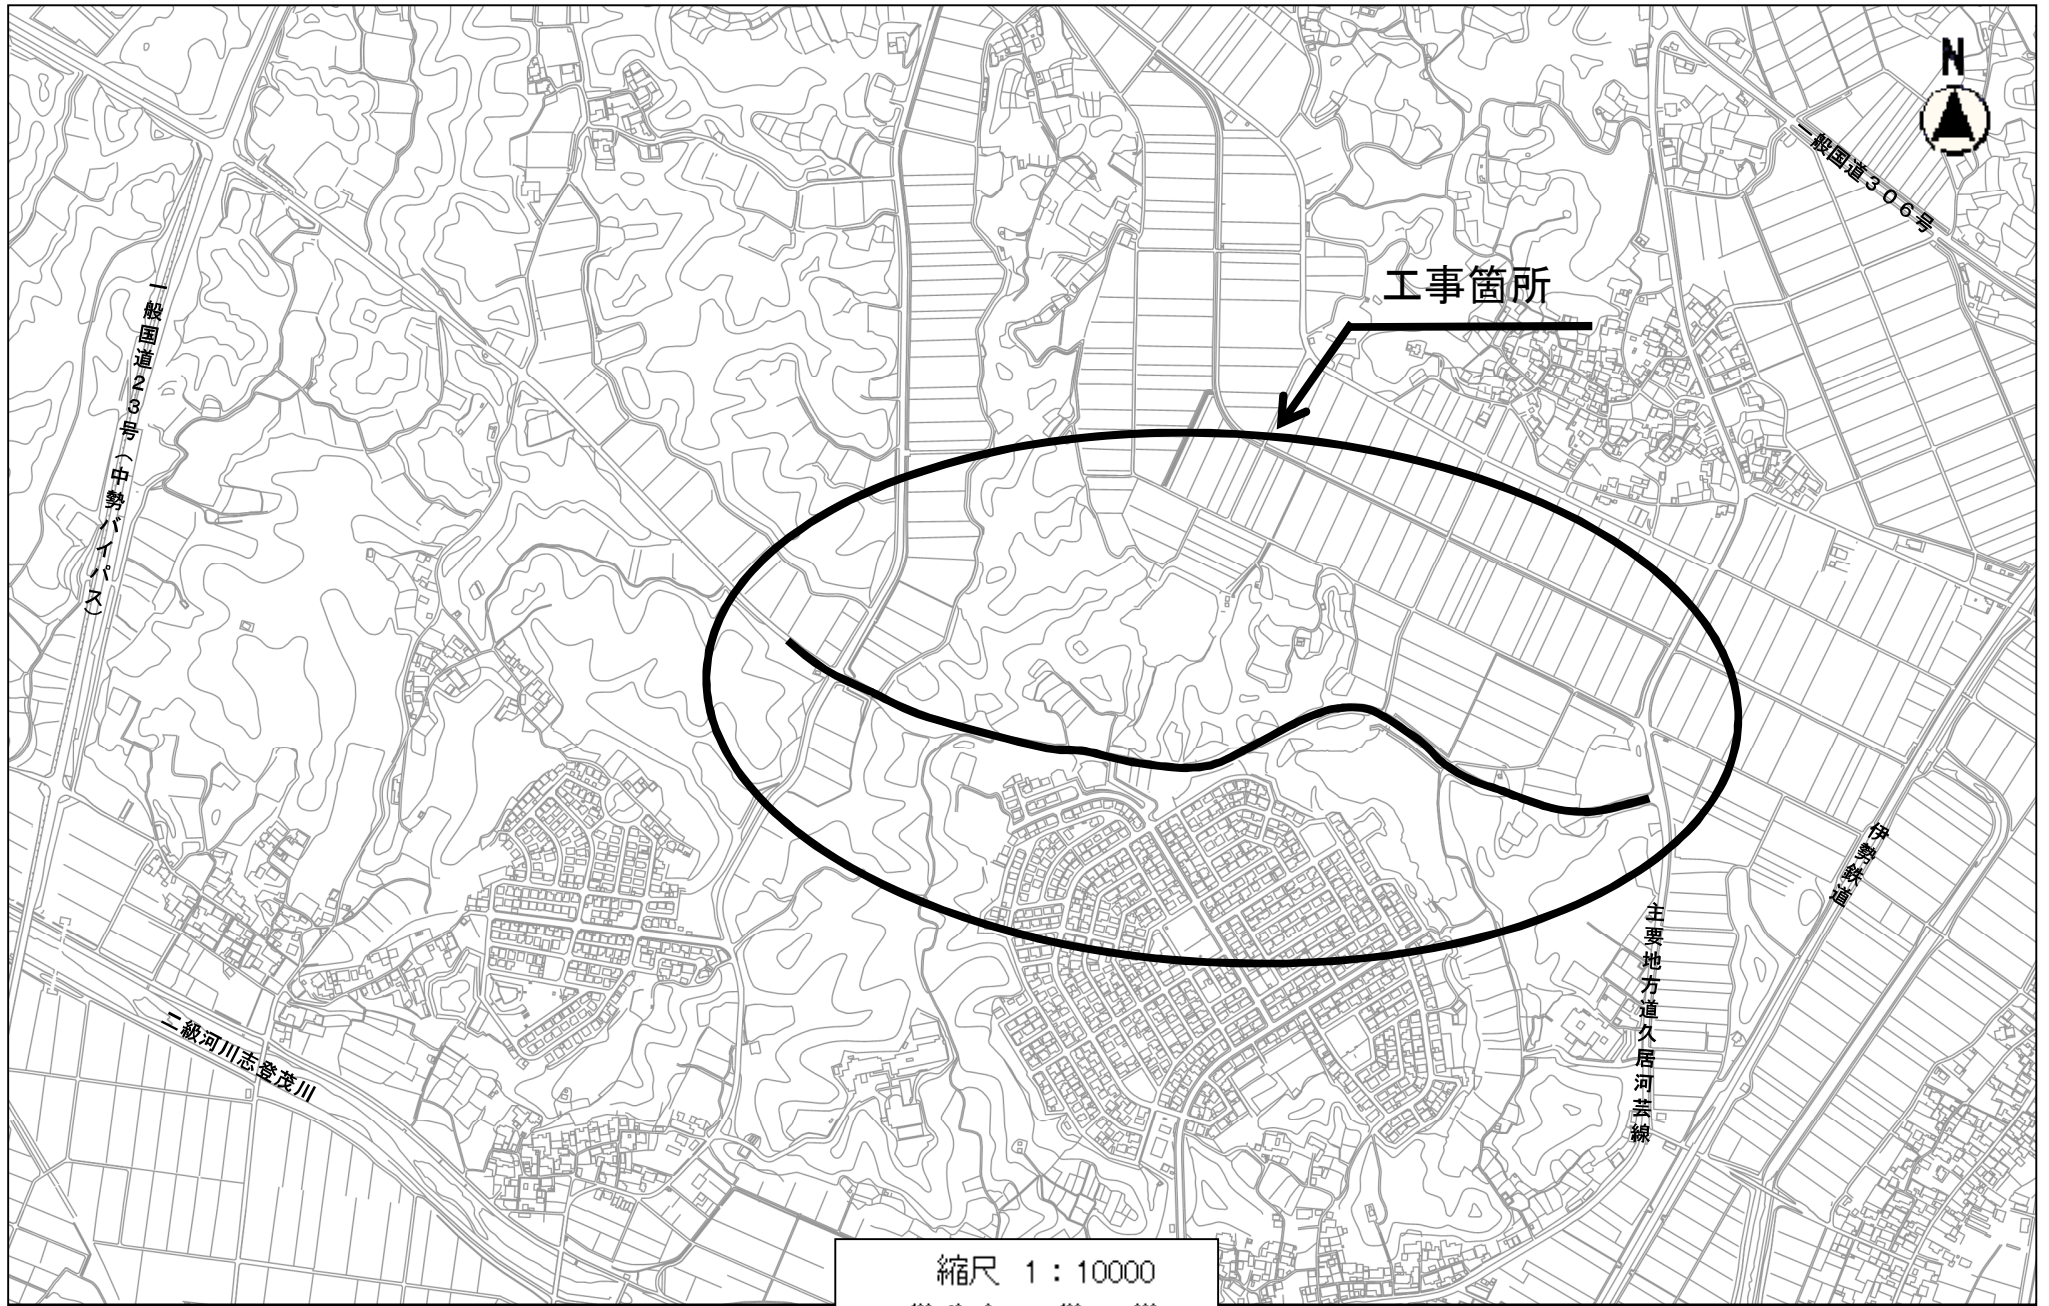 N
一般国道３０６号
工事箇所
一般国道２３号（中勢バイパス）
伊勢鉄道
主要地方道久居河芸線
二級河川志登茂川
縮尺 1：10000